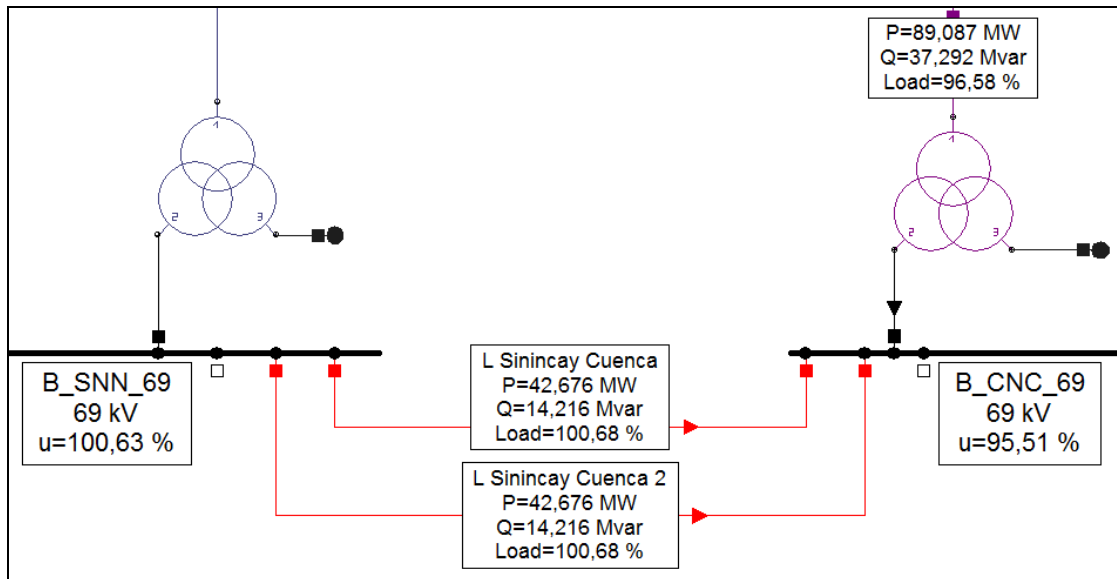 P=89,087 MW
Q=37,292 Mvar
Load=96,58 %
1
2
3
1
2
3
B_SNN_69
69 kV
u=100,63 %
L Sinincay Cuenca
P=42,676 MW
Q=14,216 Mvar
Load=100,68 %
B_CNC_69
69 kV
u=95,51 %
L Sinincay Cuenca 2
P=42,676 MW
Q=14,216 Mvar
Load=100,68 %